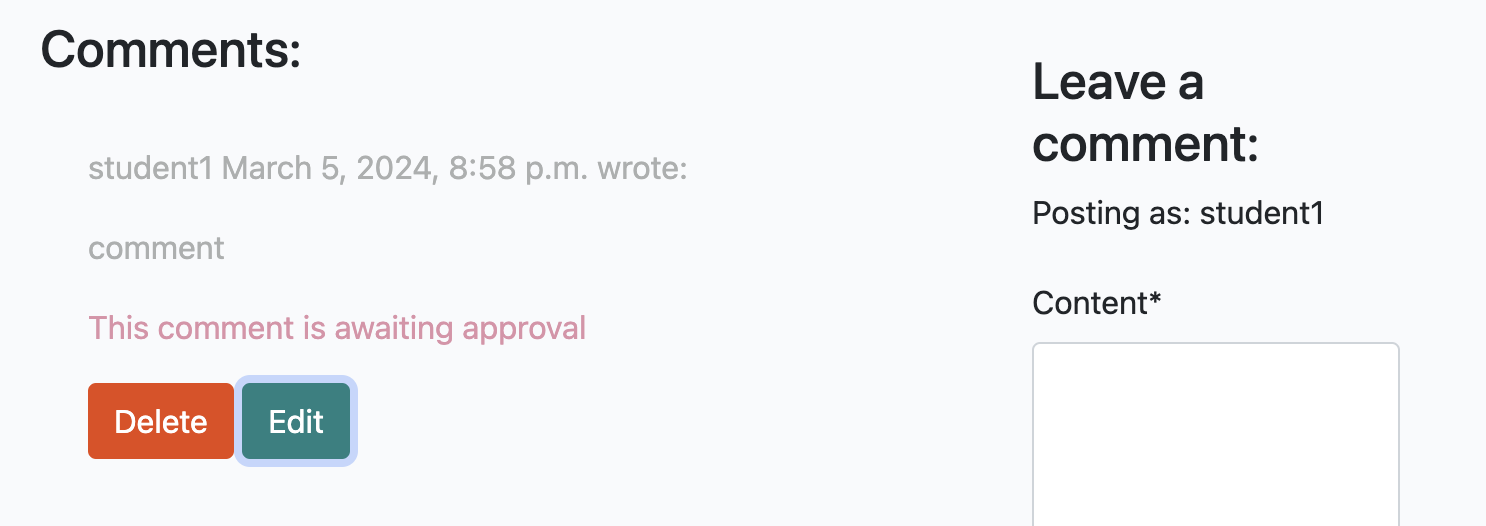 Comments:
student1 March 5, 2024, 8:58 p.m. wrote:
comment
This comment is awaiting approval
Delete
Edit
Leave a
comment:
Posting as: student1
Content*